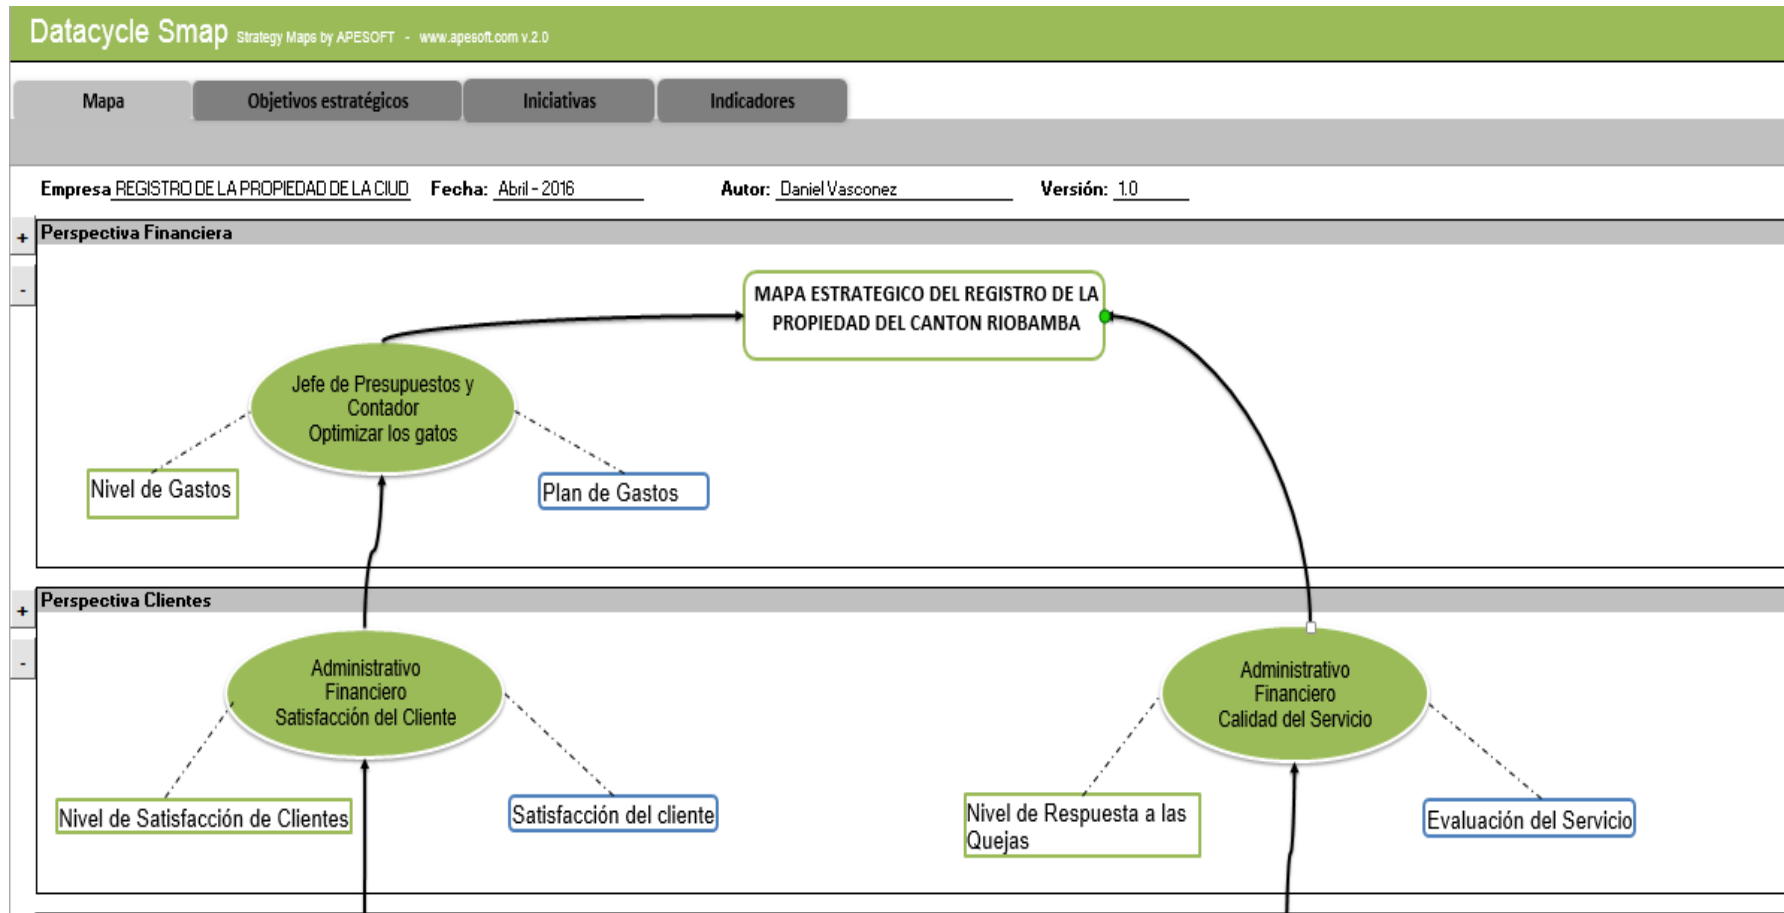 Datacycle Smap Strategy Maps by APESOFT - www.apesoft.com v.2.0
Mapa Objetivos estratégicos Iniciativas Indicadores
Empresa REGISTRO DE LA PROPIEDAD DE LA CIUD Fecha: Abril - 2016 Autor: Daniel Vasconez Versión: 1.0
+ Perspectiva Financiera
-
MAPA ESTRATEGICO DEL REGISTRO DE LA
PROPIEDAD DEL CANTON RIOBAMBA
Jefe de Presupuestos y
Contador
Optimizar los gatos
Nivel de Gastos
Plan de Gastos
+ Perspectiva Clientes
-
Administrativo
Financiero
Satisfacción del Cliente
Administrativo
Financiero
Calidad del Servicio
Nivel de Satisfacción de Clientes
Satisfacción del cliente
Nivel de Respuesta a las
Quejas
Evaluación del Servicio